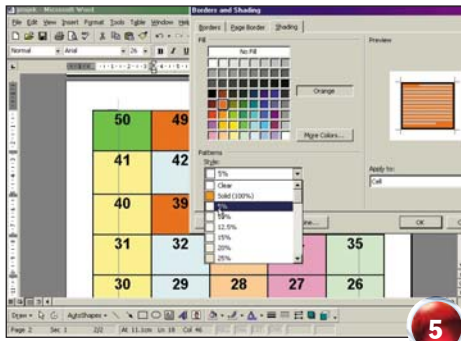 projek - Microsoft Word
File Edit View Insert Format Tools Table Window
Normal Arial 26 B I U
Borders and Shading
Borders Page Border Shading
Fill
No Fill
Orange
More Colors...
Preview
Patterns
Style:
5%
Clear
Solid (100%)
5%
10%
12.5%
15%
20%
25%
Apply to:
Cell
OK
50 49
41 42
40 39
31 32 35
30 29 28 27 26
Draw AutoShapes
Page 2 Sec 1 2/2 At 11.1cm Ln 18 Col 46
5